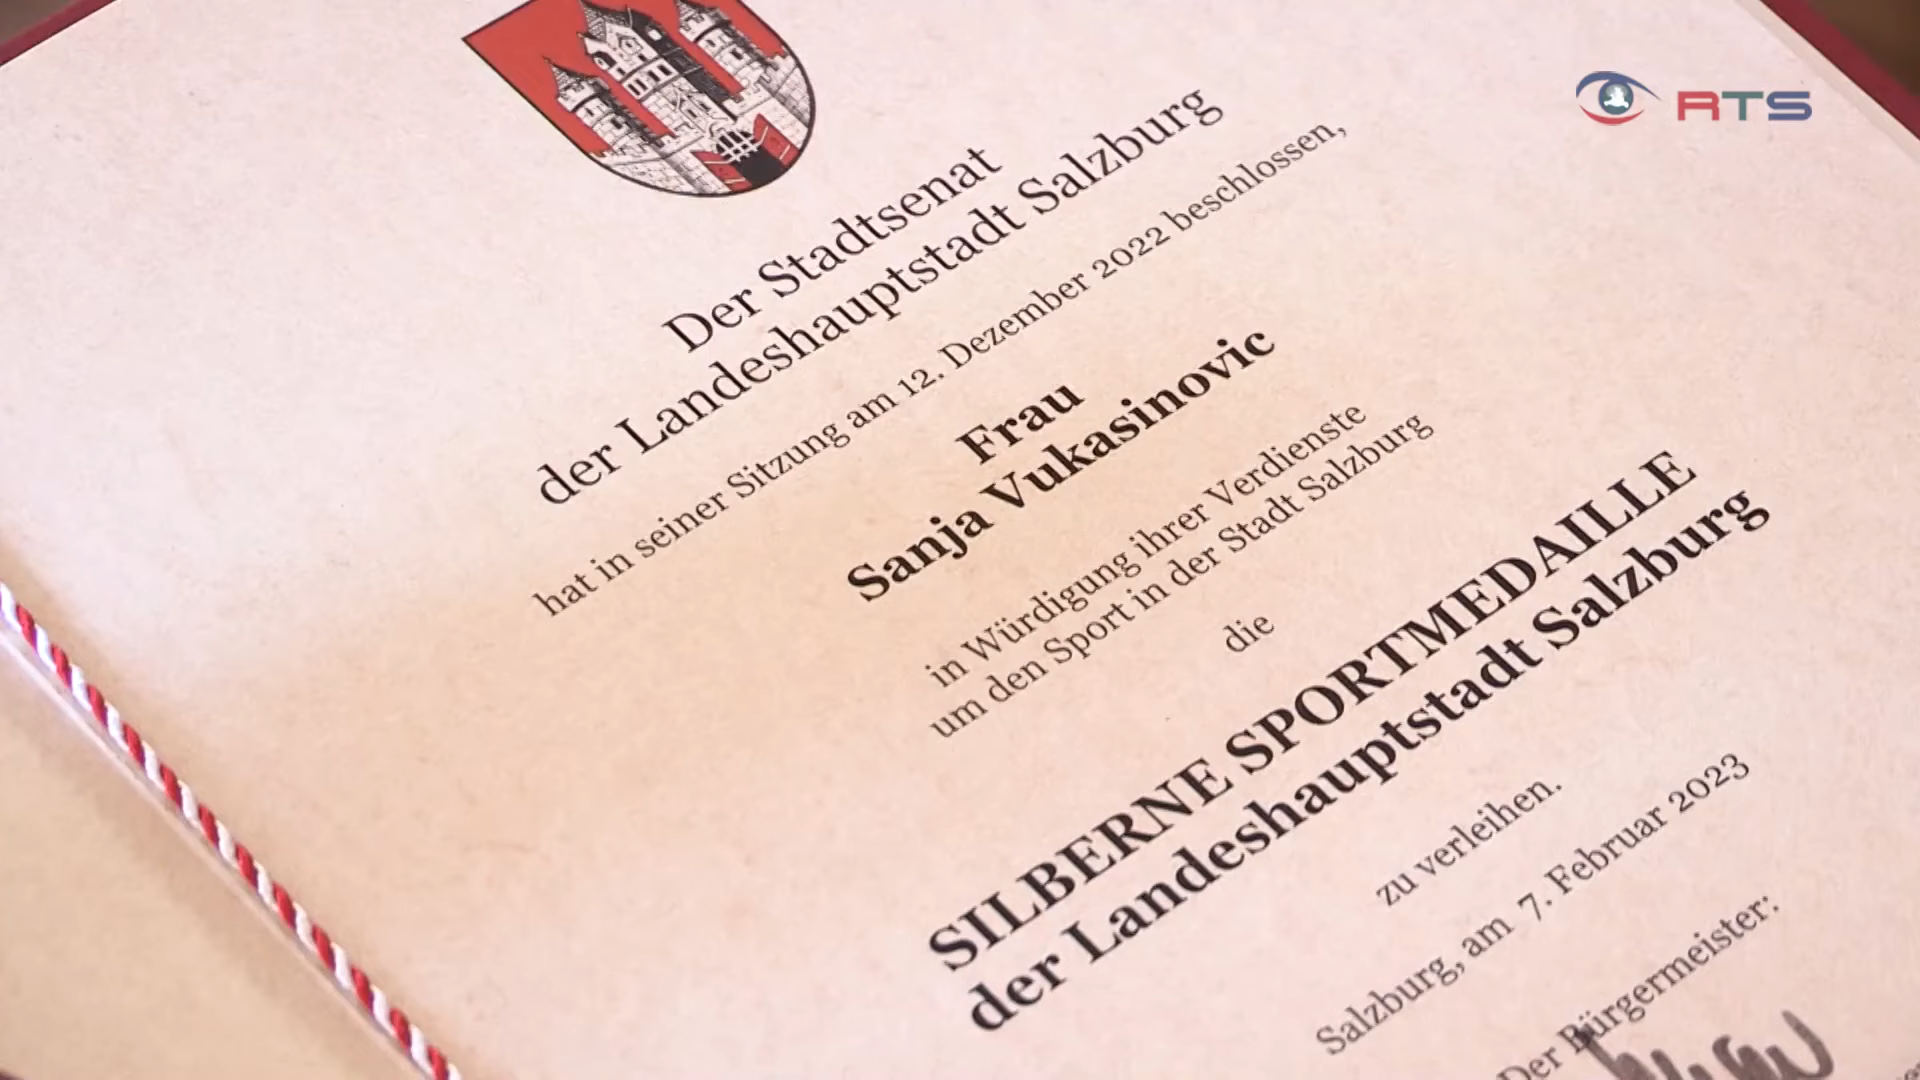 RTS
Der Stadtsenat
der Landeshauptstadt Salzburg
hat in seiner Sitzung am 12. Dezember 2022 beschlossen,
Frau
Sanja Vukasinovic
in Würdigung ihrer Verdienste
um den Sport in der Stadt Salzburg
die
SILBERNE SPORTMEDAILLE
der Landeshauptstadt Salzburg
zu verleihen.
Salzburg, am 7. Februar 2023
Der Bürgermeister: